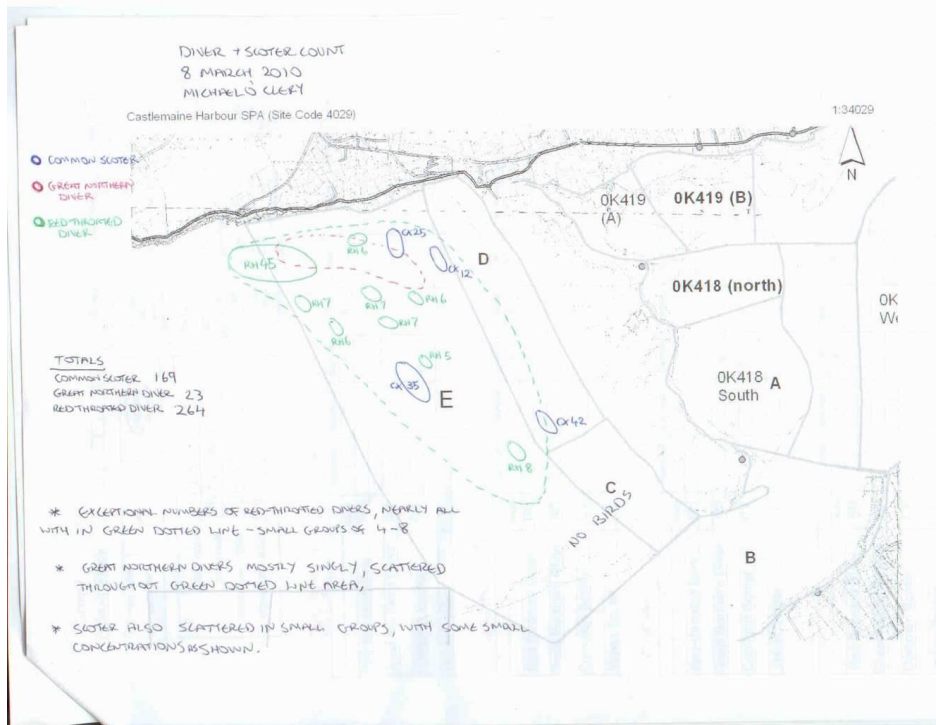 DIVER + SCOTER COUNT
8 MARCH 2010
MICHAEL Ó CLERY
Castlemaine Harbour SPA (Site Code 4029)
1:34029
COMMON SCOTER
GREAT NORTHERN
DIVER
RED-THROATED
DIVER
N
0K419
(A)
0K419 (B)
D
CX25
CX12
RH6
RH45
0K418 (north)
0K
We
RH7
RH7
RH6
RH6
RH7
RH5
CX35
E
0K418
South
A
CX42
RH8
C
NO BIRDS
B
TOTALS
COMMON SCOTER 169
GREAT NORTHERN DIVER 23
RED THROATED DIVER 264
* EXCEPTIONAL NUMBERS OF RED-THROATED DIVERS, NEARLY ALL
WITH IN GREEN DOTTED LINE - SMALL GROUPS OF 4-8
* GREAT NORTHERN DIVERS MOSTLY SINGLY, SCATTERED
THROUGHOUT GREEN DOTTED LINE AREA,
* SCOTER ALSO SCATTERED IN SMALL GROUPS, WITH SOME SMALL
CONCENTRATIONS AS SHOWN.